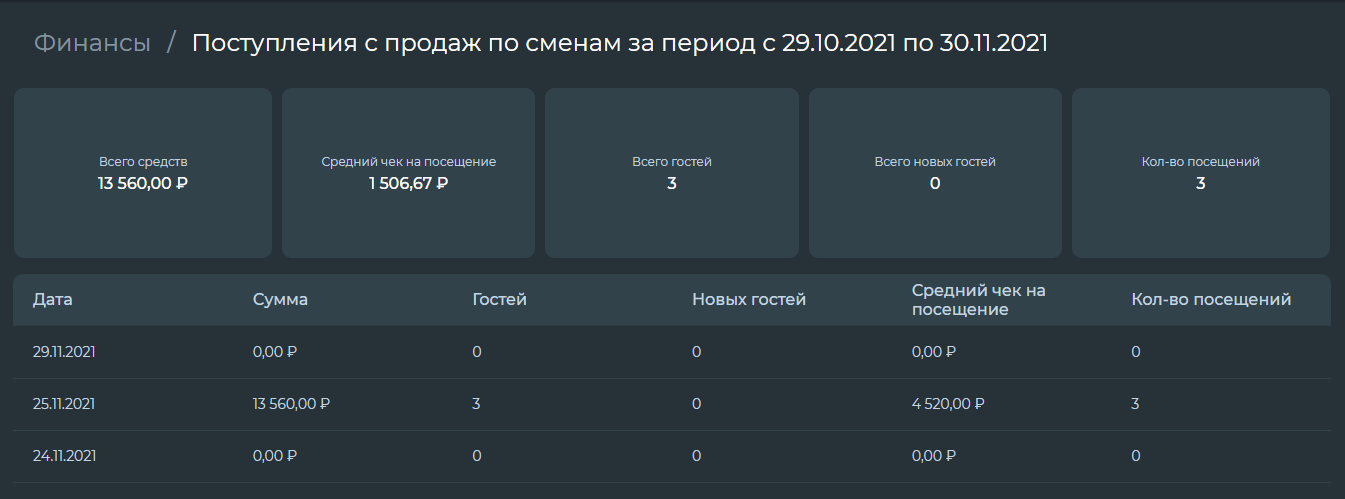 Финансы / Поступления с продаж по сменам за период с 29.10.2021 по 30.11.2021
Всего средств
13 560,00 ₽
Средний чек на посещение
1 506,67 ₽
Всего гостей
3
Всего новых гостей
0
Кол-во посещений
3
Дата Сумма Гостей Новых гостей Средний чек на посещение Кол-во посещений
29.11.2021 0,00 ₽ 0 0 0,00 ₽ 0
25.11.2021 13 560,00 ₽ 3 0 4 520,00 ₽ 3
24.11.2021 0,00 ₽ 0 0 0,00 ₽ 0